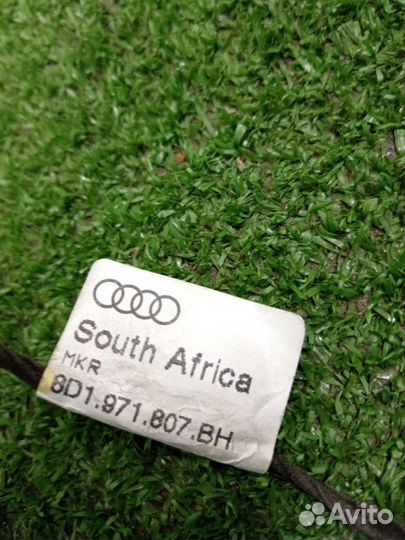 South Africa
MKR
8D1.971.807.BH
Avito